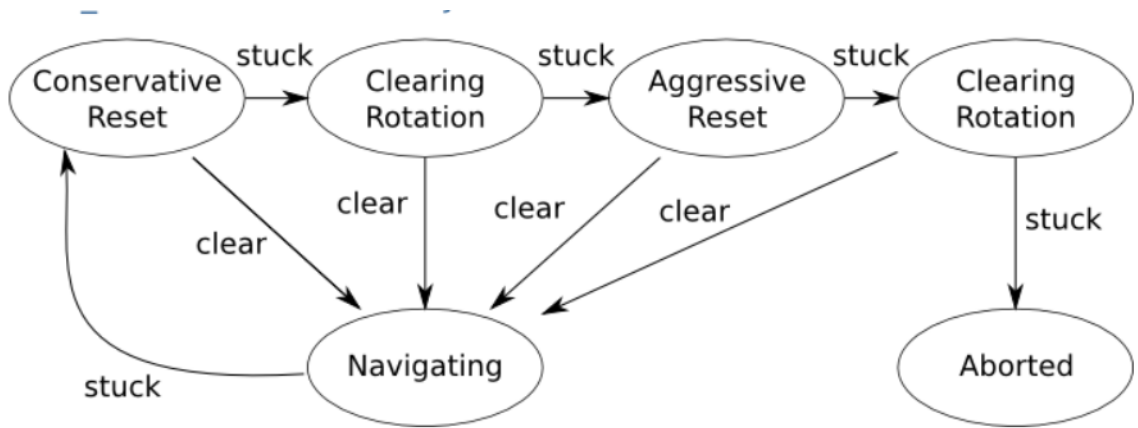 stuck
stuck
stuck
Conservative
Reset
Clearing
Rotation
Aggressive
Reset
Clearing
Rotation
clear
clear
clear
clear
stuck
stuck
Navigating
Aborted